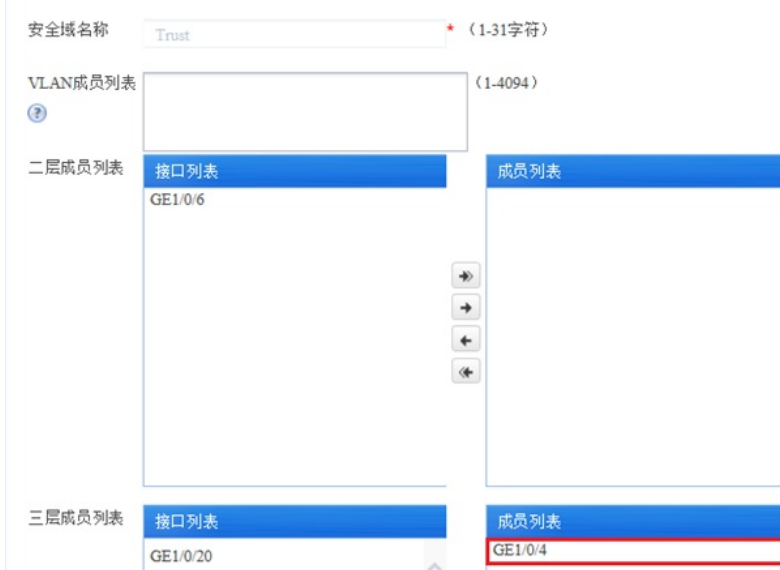 安全域名称 Trust * （1-31字符）
VLAN成员列表 （1-4094）
?
二层成员列表 接口列表 成员列表
GE1/0/6
三层成员列表 接口列表 成员列表
GE1/0/20 GE1/0/4